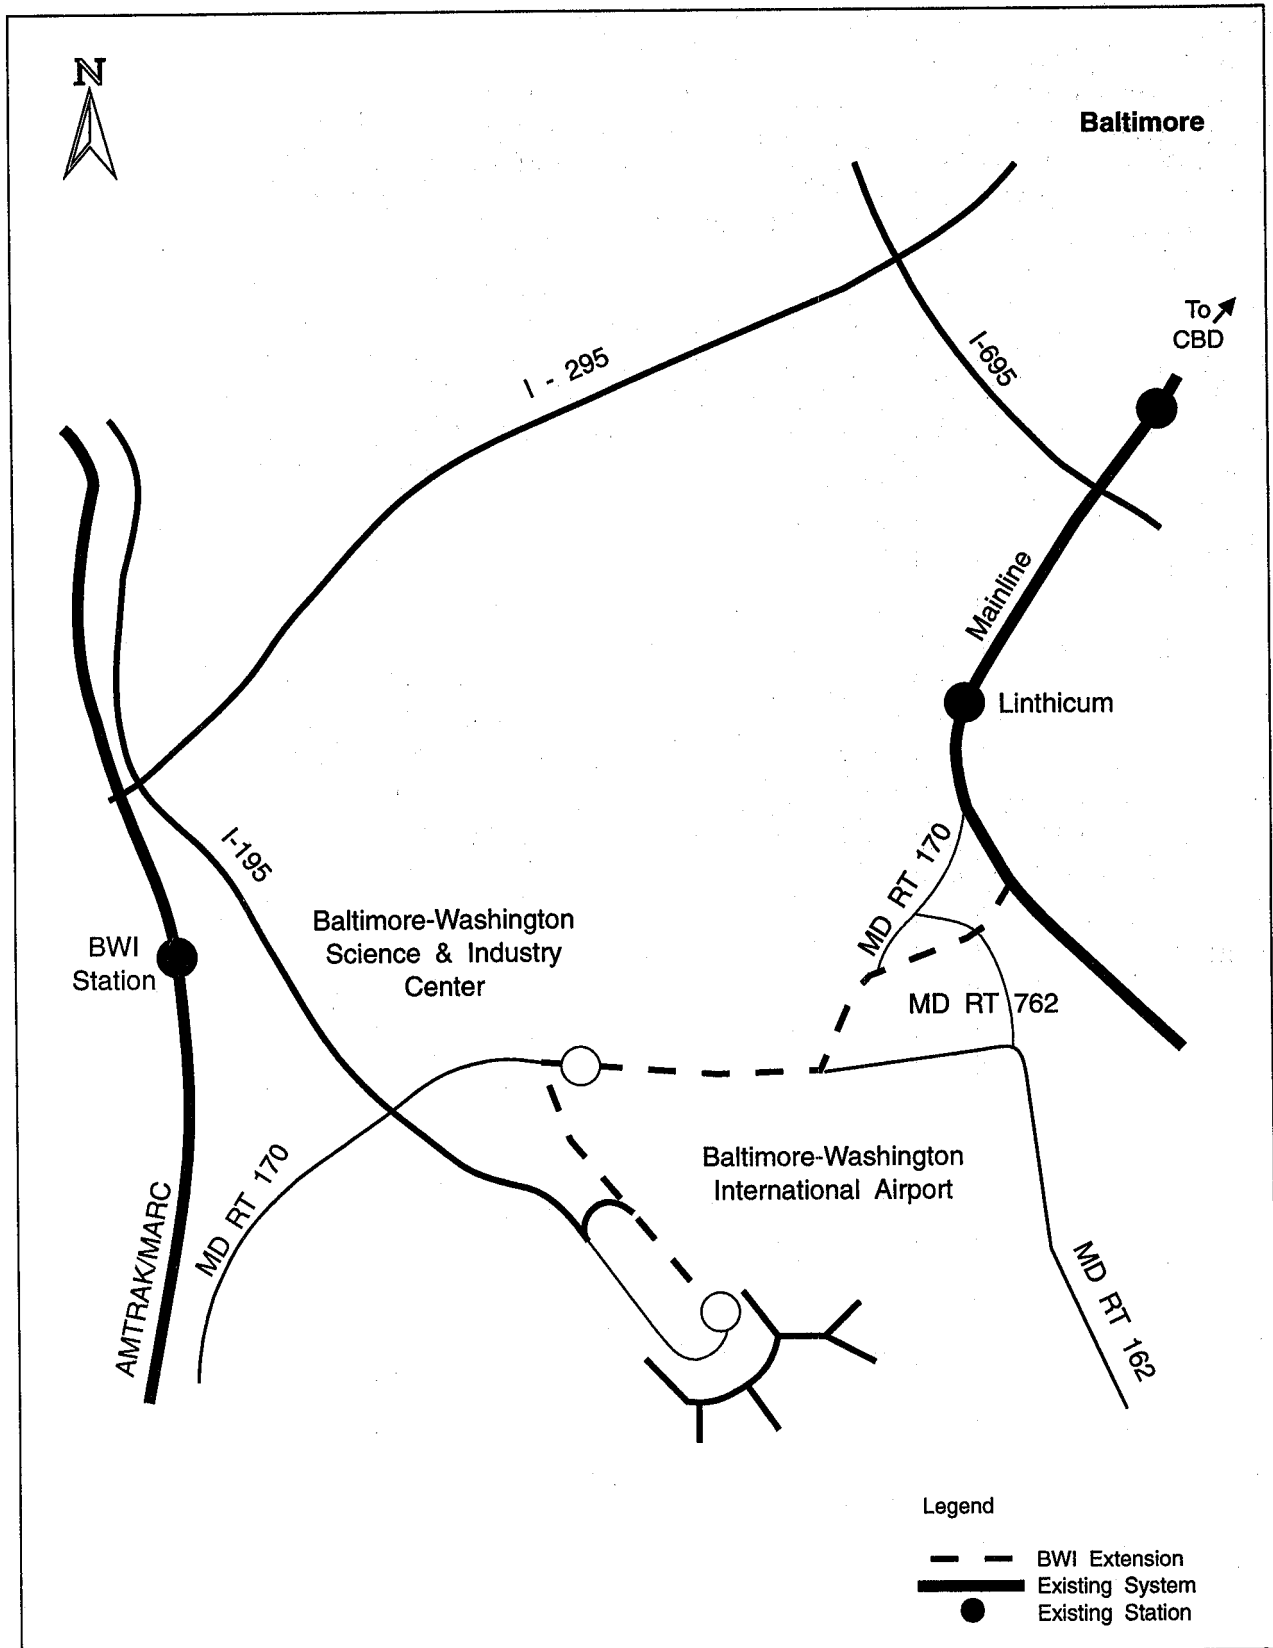 N
Baltimore
To
CBD
I - 295
I-695
Mainline
Linthicum
I-195
MD RT 170
Baltimore-Washington
Science & Industry
Center
BWI
Station
MD RT 762
Baltimore-Washington
International Airport
MD RT 170
AMTRAK/MARC
MD RT 162
Legend
BWI Extension
Existing System
Existing Station